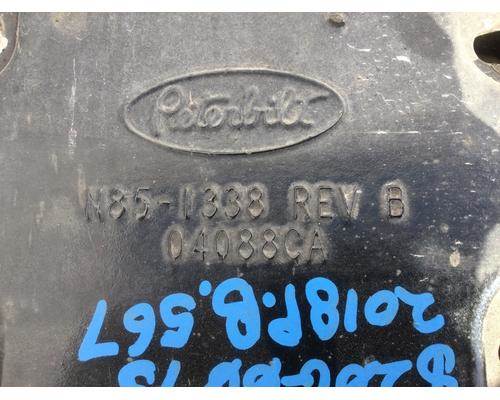 Peterbilt
N85-1338 REV B
04088CA
2018P.B.567